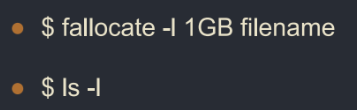 • $ fallocate -l 1GB filename
• $ ls -l